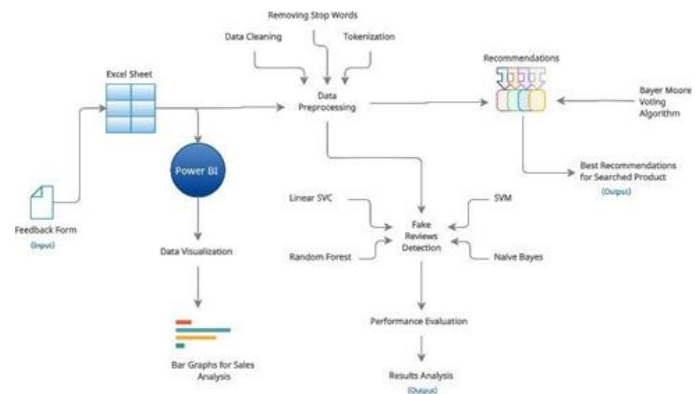 Removing Stop Words
Data Cleaning
Tokenization
Excel Sheet
Recommendations
Data
Preprocessing
Bayer Moore
Voting
Algorithm
Power BI
Best Recommendations
for Searched Product
(Output)
Linear SVC
SVM
Feedback Form
(Input)
Fake
Reviews
Detection
Data Visualization
Random Forest
Naive Bayes
Performance Evaluation
Bar Graphs for Sales
Analysis
Results Analysis
(Output)